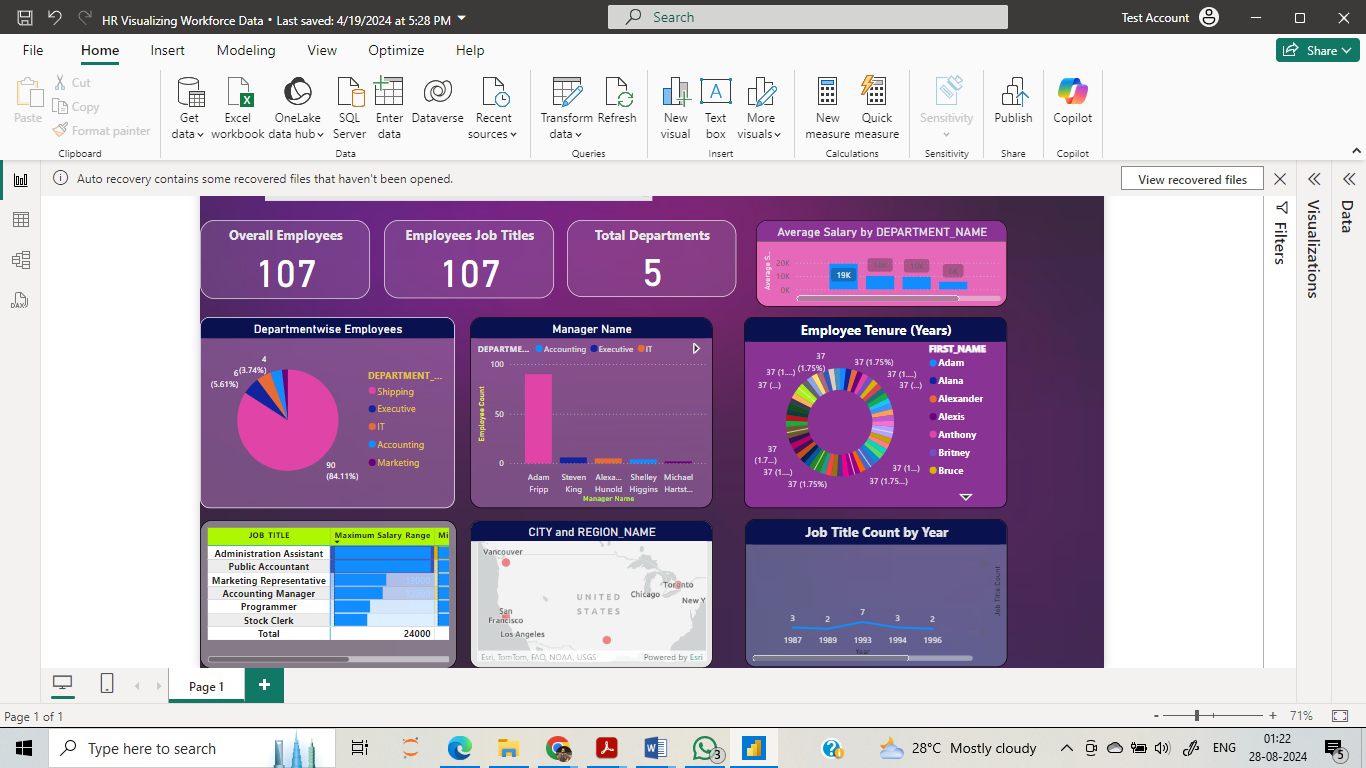 HR Visualizing Workforce Data • Last saved: 4/19/2024 at 5:28 PM
Search
Test Account
File Home Insert Modeling View Optimize Help
Share
Paste
Cut
Copy
Format painter
Clipboard
Get data
Excel workbook
OneLake data hub
SQL Server
Enter data
Dataverse
Recent sources
Data
Transform data
Refresh
Queries
New visual
Text box
More visuals
Insert
New measure
Quick measure
Calculations
Sensitivity
Sensitivity
Publish
Share
Copilot
Copilot
Auto recovery contains some recovered files that haven't been opened.
View recovered files
Filters
Visualizations
Data
Overall Employees
107
Employees Job Titles
107
Total Departments
5
Average Salary by DEPARTMENT_NAME
Average S...
20K
10K
0K
19K
Departmentwise Employees
4
(3.74%)
6
(5.61%)
90
(84.11%)
DEPARTMENT_...
Shipping
Executive
IT
Accounting
Marketing
Manager Name
DEPARTME... Accounting Executive IT
Employee Count
100
50
0
Adam Fripp
Steven King
Alexa... Hunold
Shelley Higgins
Michael Hartst...
Manager Name
Employee Tenure (Years)
37 (1.75%)
37 (1.75%)
37 (1....)
37 (1....)
37 (...)
37 (...)
37 (1.7...)
37 (1....)
37 (1....)
37 (1.75%)
37 (1.75...)
FIRST_NAME
Adam
Alana
Alexander
Alexis
Anthony
Britney
Bruce
JOB TITLE Maximum Salary Range Mi
Administration Assistant
Public Accountant
Marketing Representative
Accounting Manager
Programmer
Stock Clerk
Total 24000
CITY and REGION_NAME
Vancouver
Toronto
Chicago
New Y
UNITED
STATES
San
Francisco
Los Angeles
Esri, TomTom, FAO, NOAA, USGS Powered by Esri
Job Title Count by Year
Job Title Count
3 2 7 3 2
1987 1989 1993 1994 1996
Year
Page 1
Page 1 of 1
71%
Type here to search
3
28°C Mostly cloudy
ENG
01:22
28-08-2024
5